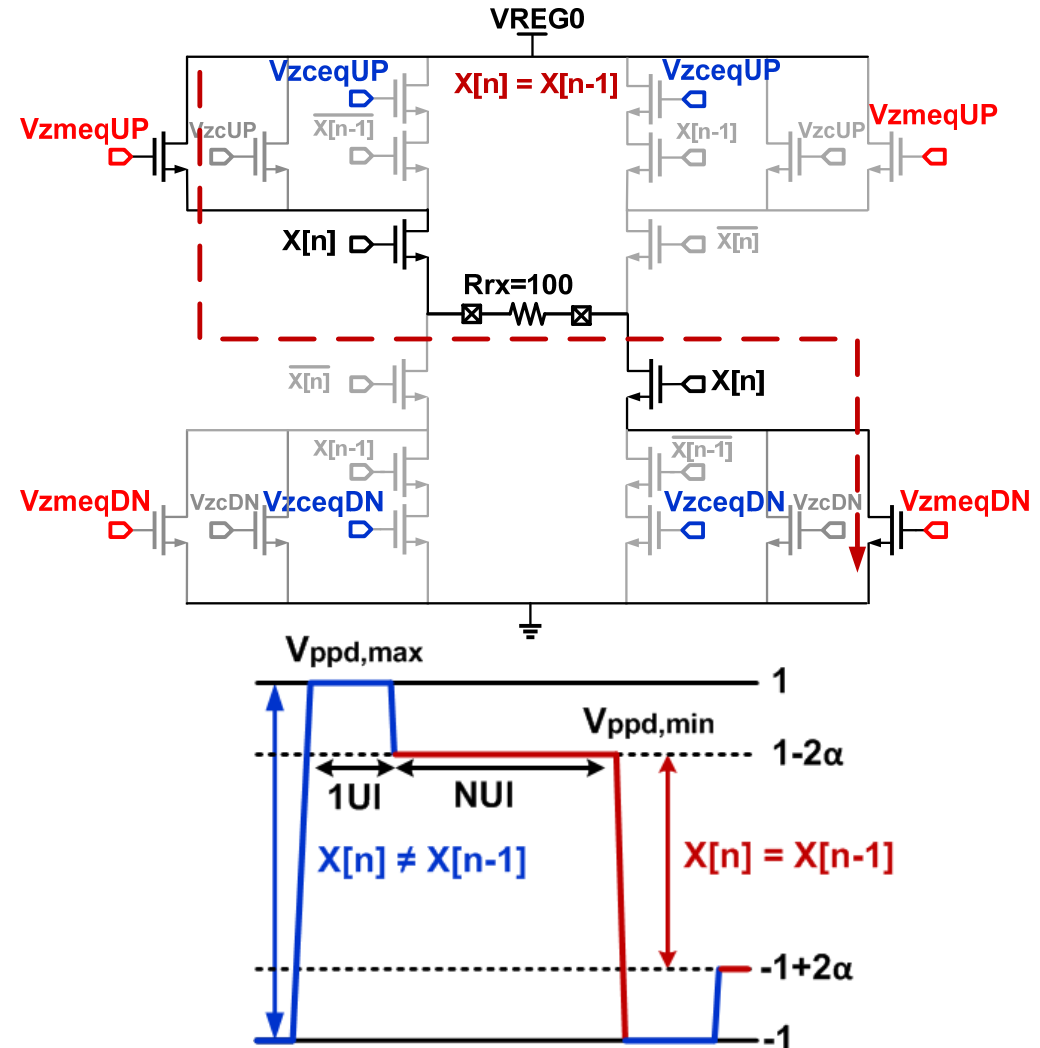 VREG0
VzceqUP
X[n] = X[n-1]
VzceqUP
VzmeqUP
VzcUP
X[n-1]
X[n-1]
VzcUP
VzmeqUP
X[n]
X[n]
Rrx=100
X[n]
X[n]
X[n-1]
X[n-1]
VzmeqDN
VzcDN
VzceqDN
VzceqDN
VzcDN
VzmeqDN
Vppd,max
1
Vppd,min
1-2α
1UI
NUI
X[n] ≠ X[n-1]
X[n] = X[n-1]
-1+2α
-1